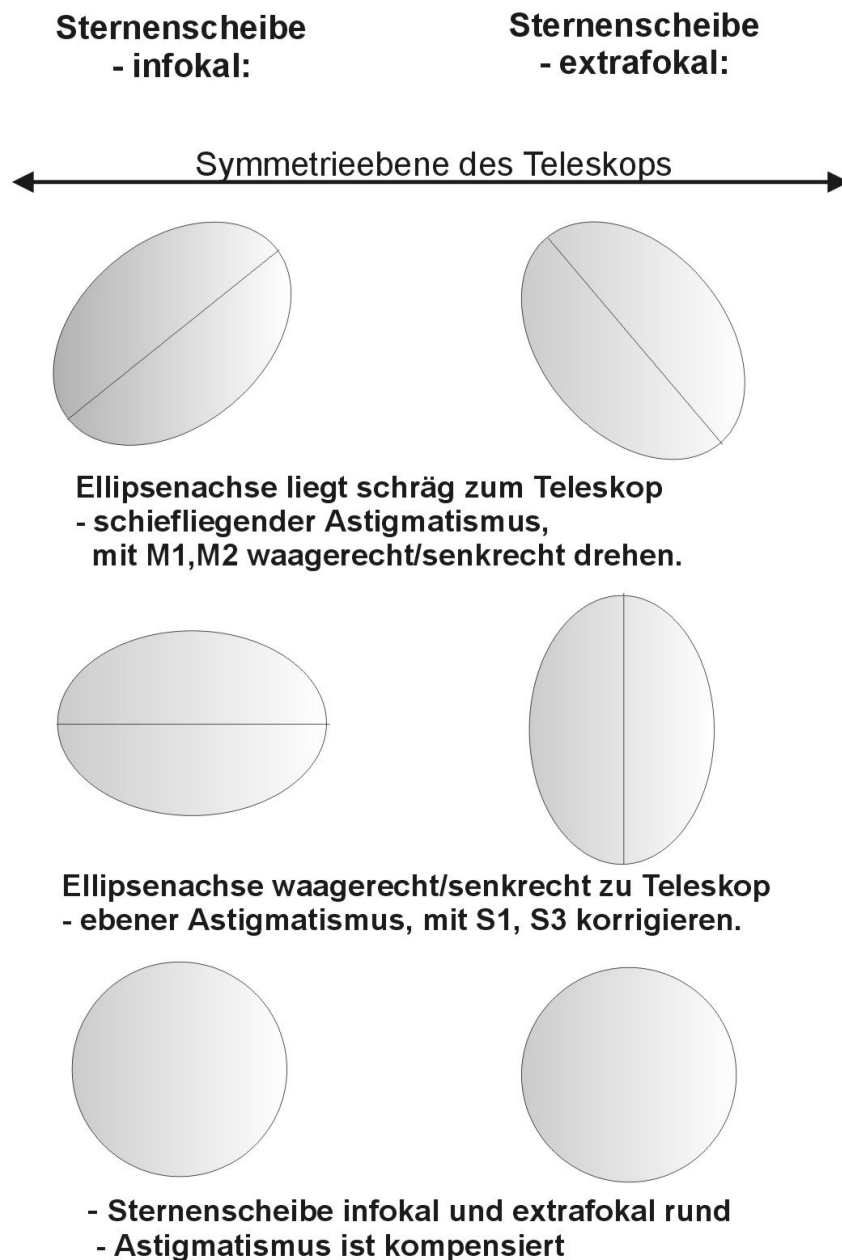 Sternenscheibe
- infokal:
Sternenscheibe
- extrafokal:
Symmetrieebene des Teleskops
Ellipsenachse liegt schräg zum Teleskop
- schiefliegender Astigmatismus,
mit M1,M2 waagerecht/senkrecht drehen.
Ellipsenachse waagerecht/senkrecht zu Teleskop
- ebener Astigmatismus, mit S1, S3 korrigieren.
- Sternenscheibe infokal und extrafokal rund
- Astigmatismus ist kompensiert